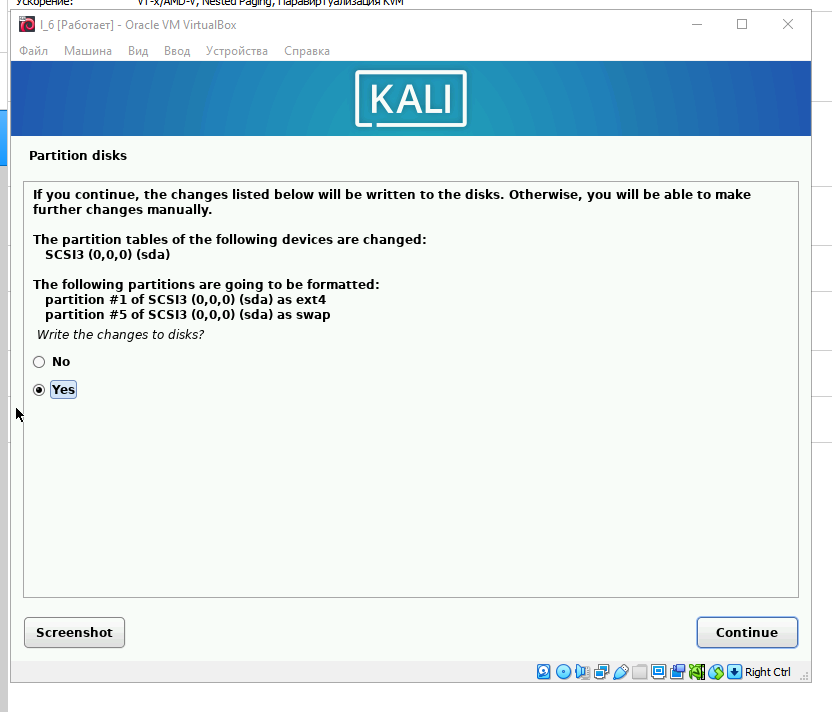 Ускорение: VT-x/AMD-V, Nested Paging, Паравиртуализация KVM
l_6 [Работает] - Oracle VM VirtualBox
Файл Машина Вид Ввод Устройства Справка
KALI
Partition disks
If you continue, the changes listed below will be written to the disks. Otherwise, you will be able to make
further changes manually.
The partition tables of the following devices are changed:
SCSI3 (0,0,0) (sda)
The following partitions are going to be formatted:
partition #1 of SCSI3 (0,0,0) (sda) as ext4
partition #5 of SCSI3 (0,0,0) (sda) as swap
Write the changes to disks?
No
Yes
Screenshot Continue
Right Ctrl